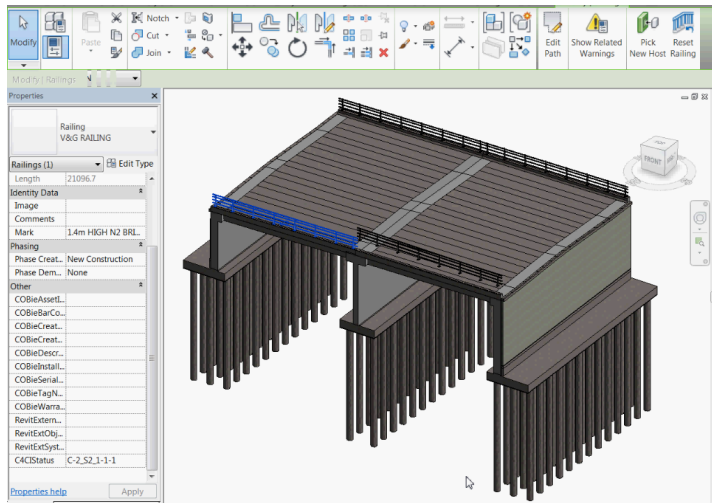 Notch
Cut
Join
Modify
Paste
Edit
Path
Show Related
Warnings
Pick
New Host
Reset
Railing
Modify | Railings
Properties
Railing
V&G RAILING
Railings (1)
Edit Type
Length 21096.7
Identity Data
Image
Comments
Mark 1.4m HIGH N2 BRI...
Phasing
Phase Creat... New Construction
Phase Dem... None
Other
COBieAssetI...
COBieBarCo...
COBieCreat...
COBieCreat...
COBieDescr...
COBieInstall...
COBieSerial...
COBieTagN...
COBieWarra...
RevitExtern...
RevitExtObj...
RevitExtSyst...
C4CIStatus C-2_S2_1-1-1
Properties help
Apply
TOP
FRONT